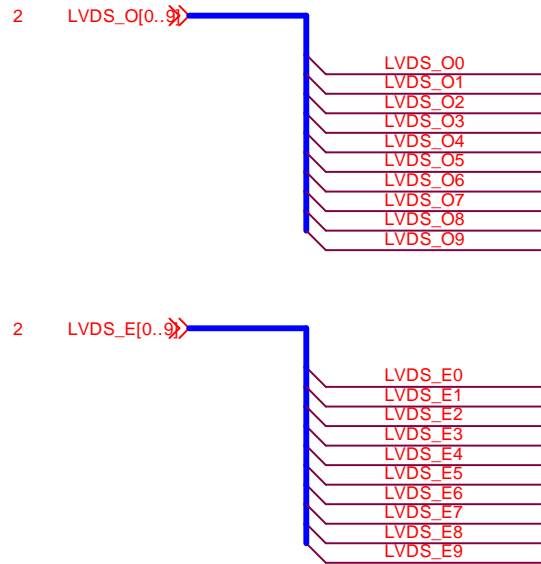 2 LVDS_O[0..9]
LVDS_O0
LVDS_O1
LVDS_O2
LVDS_O3
LVDS_O4
LVDS_O5
LVDS_O6
LVDS_O7
LVDS_O8
LVDS_O9
2 LVDS_E[0..9]
LVDS_E0
LVDS_E1
LVDS_E2
LVDS_E3
LVDS_E4
LVDS_E5
LVDS_E6
LVDS_E7
LVDS_E8
LVDS_E9